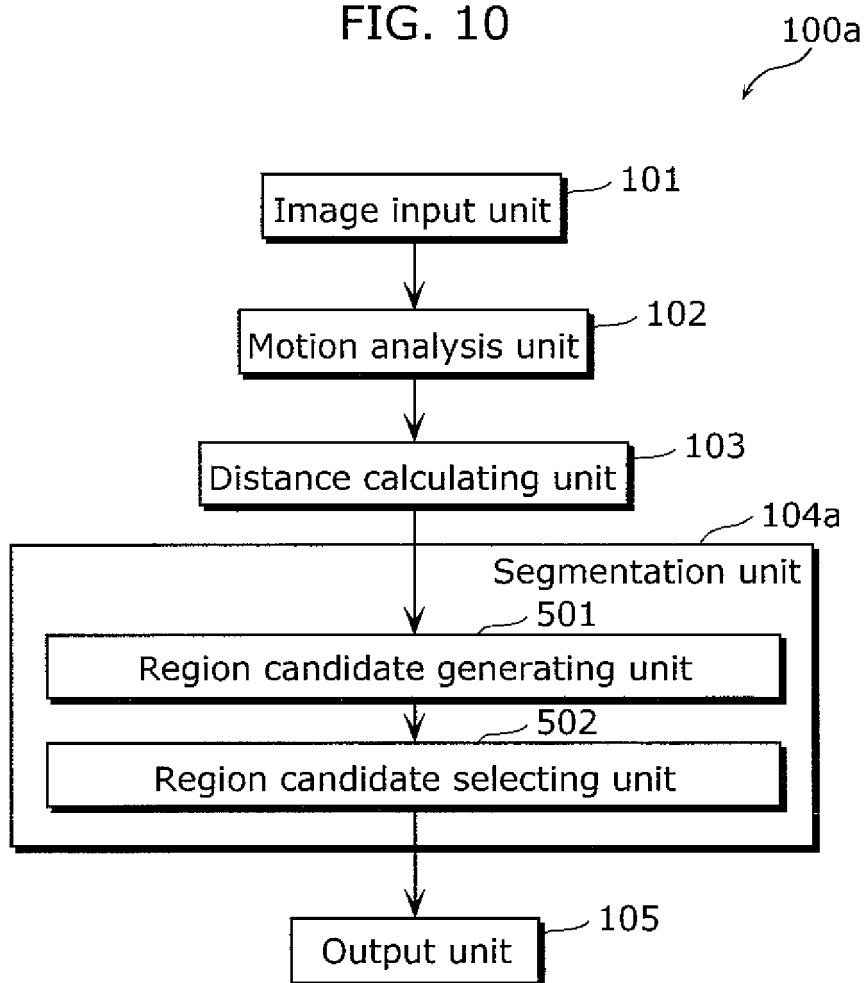 FIG. 10
100a
101
Image input unit
102
Motion analysis unit
103
Distance calculating unit
104a
Segmentation unit
501
Region candidate generating unit
502
Region candidate selecting unit
105
Output unit